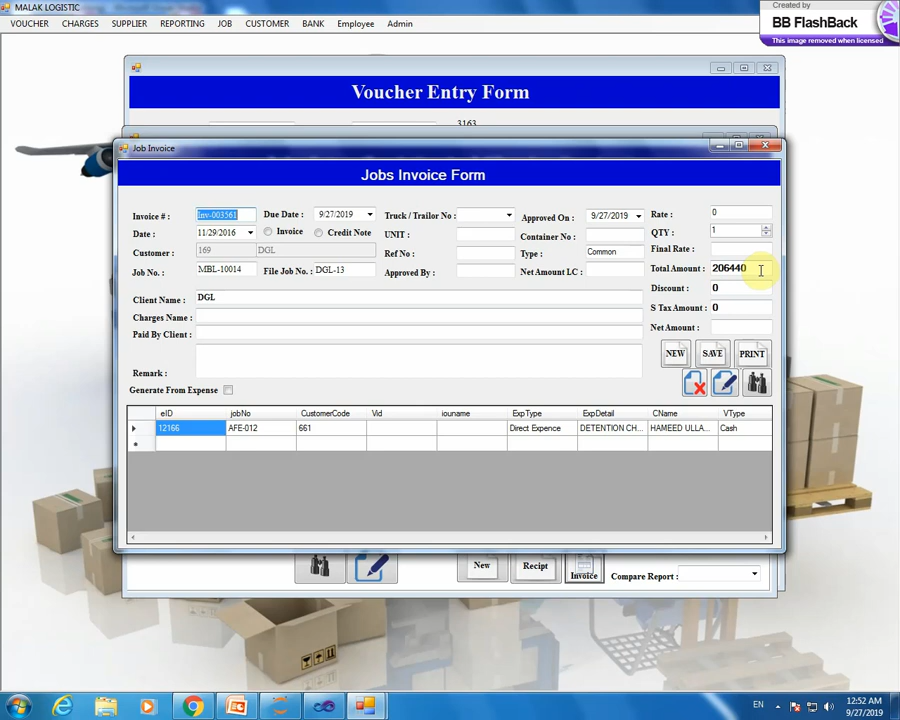 MALAK LOGISTIC
Created by
BB FlashBack
This image removed when licensed
VOUCHER CHARGES SUPPLIER REPORTING JOB CUSTOMER BANK Employee Admin
Voucher Entry Form
3163
Job Invoice
Jobs Invoice Form
Invoice # : Inv-003561 Due Date : 9/27/2019 Truck / Trailor No : Approved On : 9/27/2019 Rate : 0
Date : 11/29/2016 Invoice Credit Note UNIT : Container No : QTY : 1
Customer : 169 DGL Ref No : Type : Common Final Rate :
Job No. : MBL-10014 File Job No. : DGL-13 Approved By : Net Amount LC : Total Amount : 206440
Discount : 0
Client Name : DGL S Tax Amount : 0
Charges Name : Net Amount :
Paid By Client :
NEW SAVE PRINT
Remark :
Generate From Expense
eID jobNo CustomerCode Vid iouname ExpType ExpDetail CName VType
12166 AFE-012 661 Direct Expence DETENTION CH... HAMEED ULLA... Cash
*
New Recipt Invoice Compare Report :
EN 12:52 AM
9/27/2019